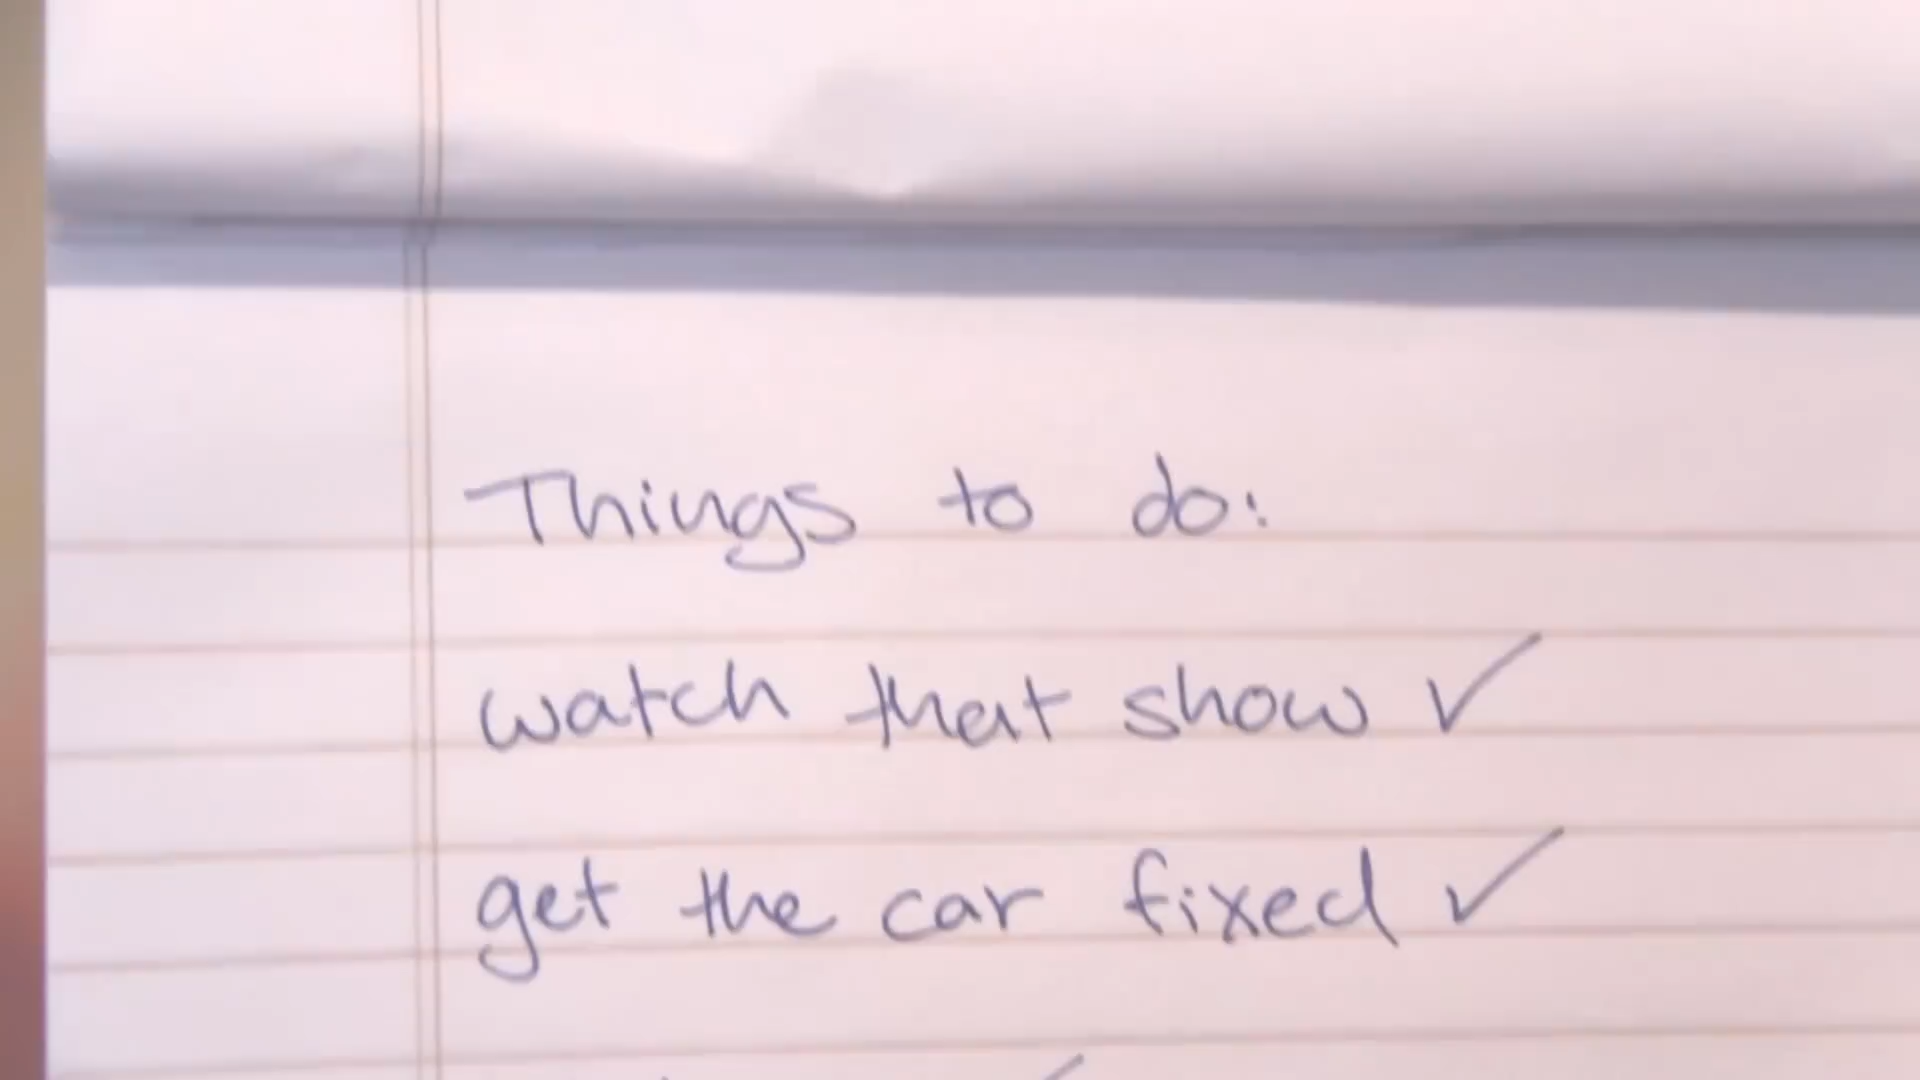 Things to do:
watch that show ✓
get the car fixed ✓